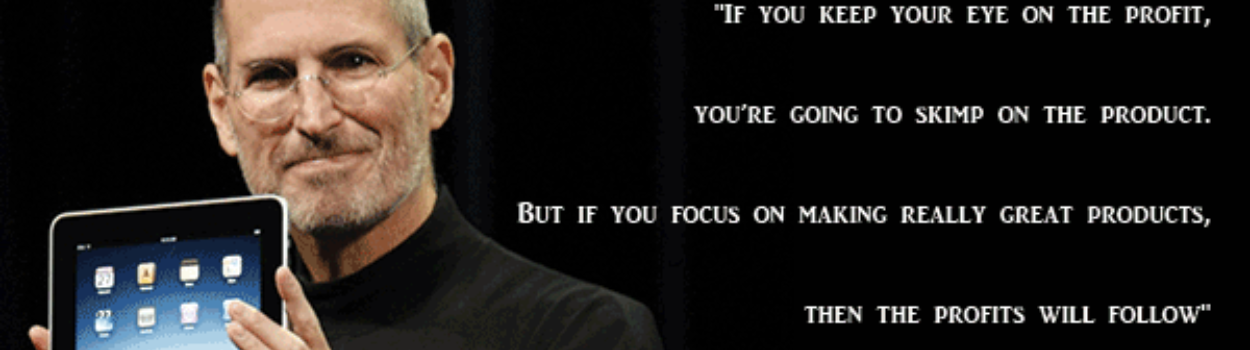 "If you keep your eye on the profit,
you're going to skimp on the product.
But if you focus on making really great products,
then the profits will follow"